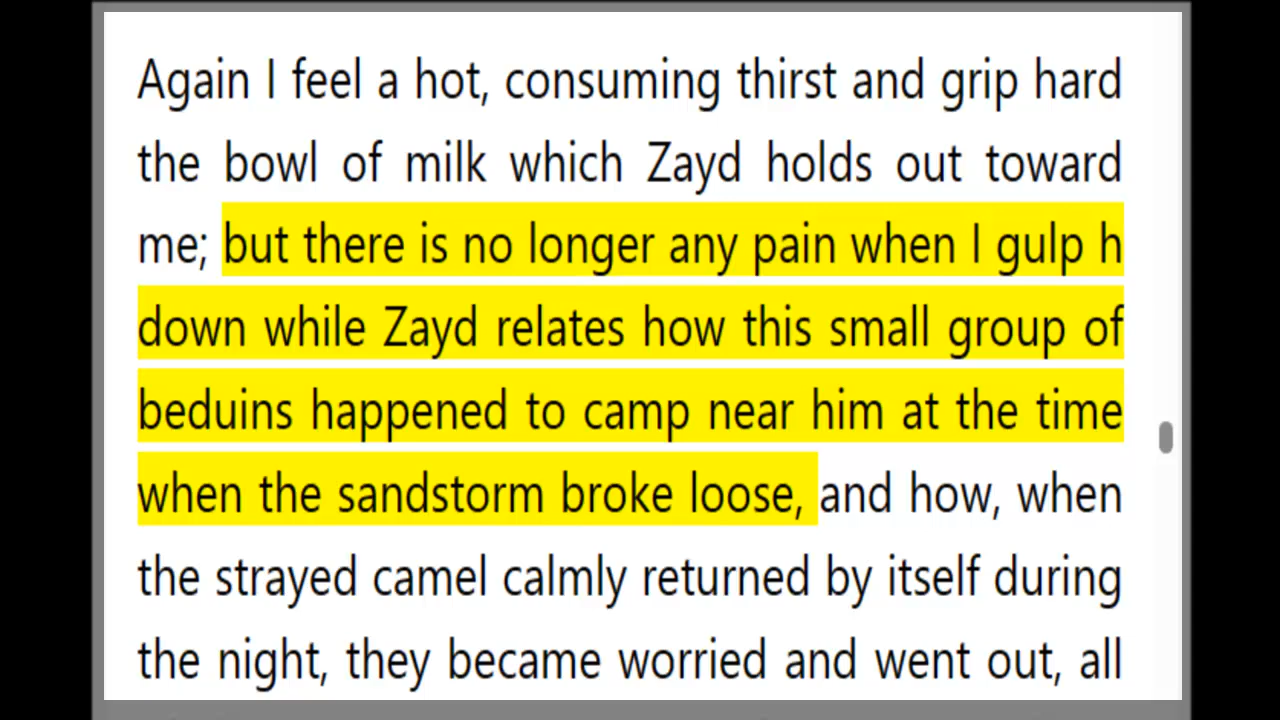 Again I feel a hot, consuming thirst and grip hard
the bowl of milk which Zayd holds out toward
me; but there is no longer any pain when I gulp h
down while Zayd relates how this small group of
beduins happened to camp near him at the time
when the sandstorm broke loose, and how, when
the strayed camel calmly returned by itself during
the night, they became worried and went out, all